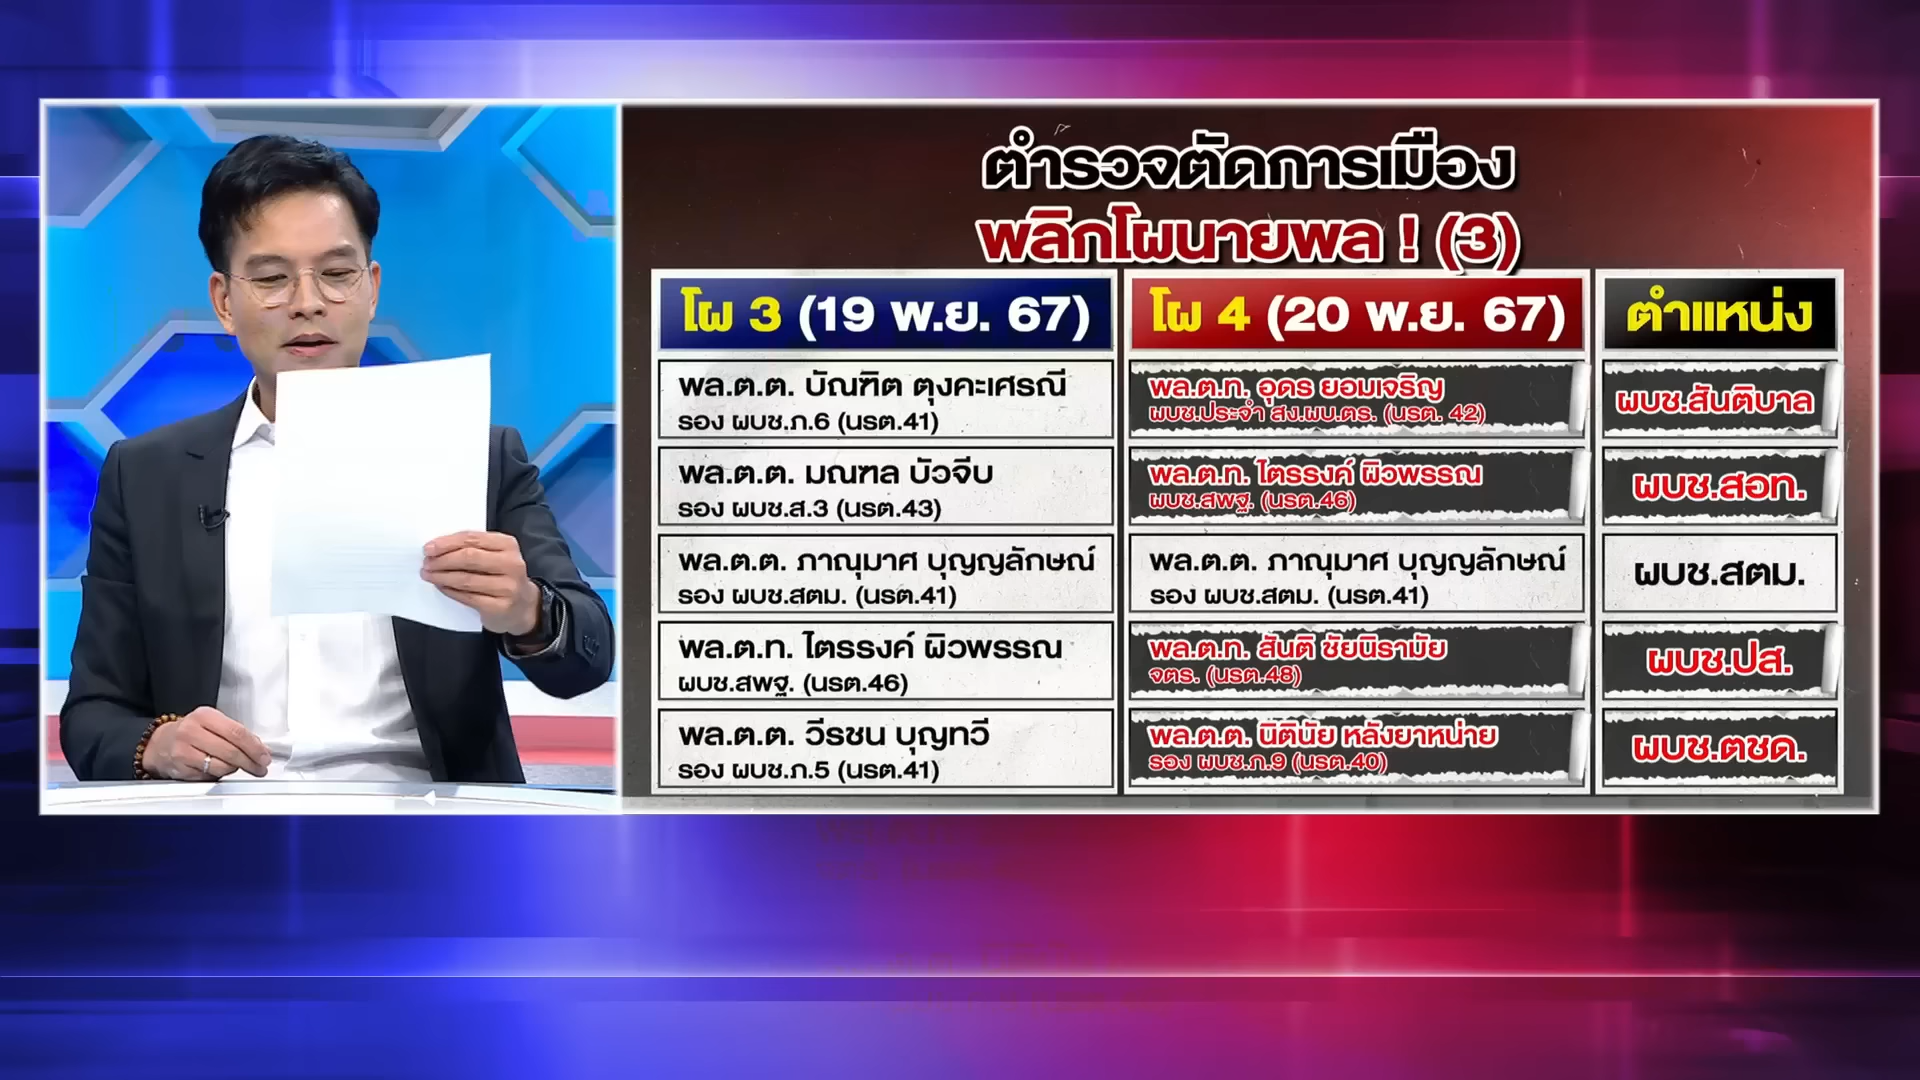 ตำรวจตัดการเมือง
พลิกโผนายพล ! (3)
โผ 3 (19 พ.ย. 67)
โผ 4 (20 พ.ย. 67)
ตำแหน่ง
พล.ต.ต. บัณฑิต ตุงคะเศรณี
รอง ผบช.ภ.6 (นรต.41)
พล.ต.ท. อุดร ยอมเจริญ
ผบช.ประจำ สง.ผบ.ตร. (นรต. 42)
ผบช.สันติบาล
พล.ต.ต. มณฑล บัวจีบ
รอง ผบช.ส.3 (นรต.43)
พล.ต.ท. ไตรรงค์ ผิวพรรณ
ผบช.สพฐ. (นรต.46)
ผบช.สอท.
พล.ต.ต. ภาณุมาศ บุญญลักษณ์
รอง ผบช.สตม. (นรต.41)
พล.ต.ต. ภาณุมาศ บุญญลักษณ์
รอง ผบช.สตม. (นรต.41)
ผบช.สตม.
พล.ต.ท. ไตรรงค์ ผิวพรรณ
ผบช.สพฐ. (นรต.46)
พล.ต.ท. สันติ ชัยนิรามัย
จตร. (นรต.48)
ผบช.ปส.
พล.ต.ต. วีรชน บุญทวี
รอง ผบช.ภ.5 (นรต.41)
พล.ต.ต. นิตินัย หลังยาหน่าย
รอง ผบช.ภ.9 (นรต.40)
ผบช.ตชด.